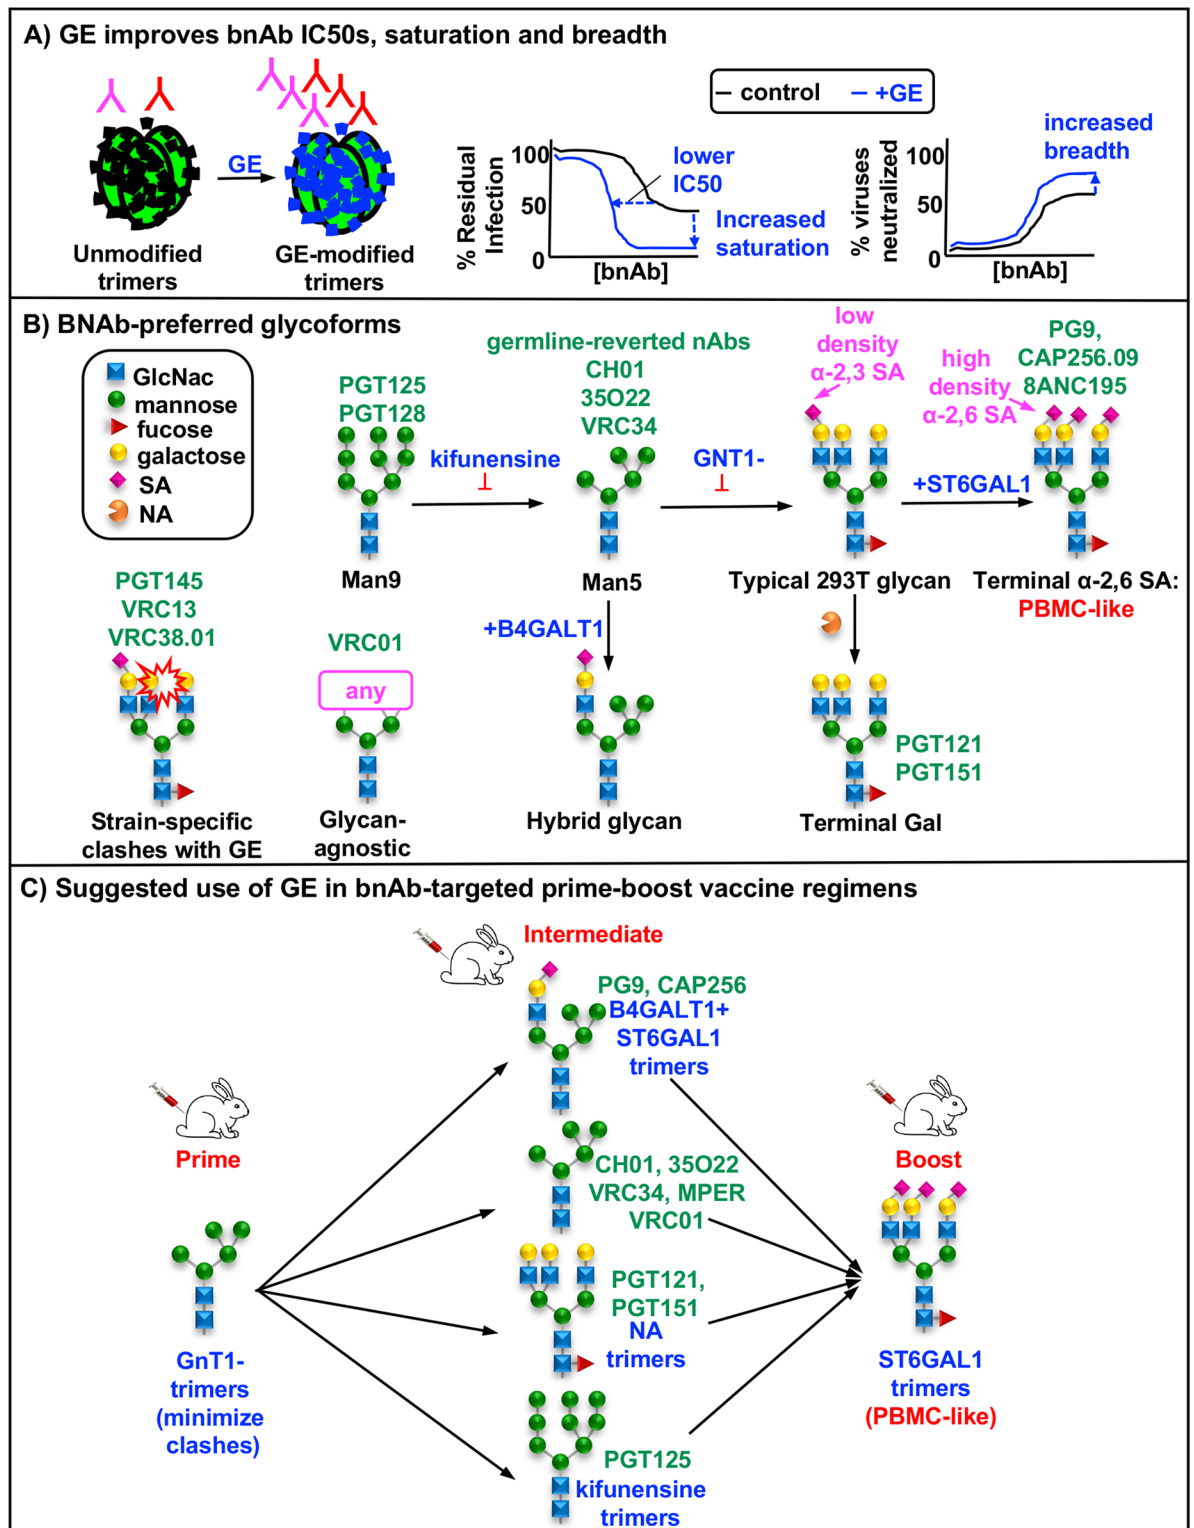 A) GE improves bnAb IC50s, saturation and breadth
GE
Unmodified
trimers
GE-modified
trimers
control
+GE
% Residual
Infection
100
50
0
lower
IC50
Increased
saturation
[bnAb]
% viruses
neutralized
100
50
0
increased
breadth
[bnAb]
B) BNAb-preferred glycoforms
GlcNac
mannose
fucose
galactose
SA
NA
PGT125
PGT128
Man9
kifunensine
germline-reverted nAbs
CH01
35O22
VRC34
Man5
GNT1-
low
density
α-2,3 SA
Typical 293T glycan
high
density
α-2,6 SA
+ST6GAL1
PG9,
CAP256.09
8ANC195
Terminal α-2,6 SA:
PBMC-like
PGT145
VRC13
VRC38.01
Strain-specific
clashes with GE
VRC01
any
Glycan-
agnostic
+B4GALT1
Hybrid glycan
PGT121
PGT151
Terminal Gal
C) Suggested use of GE in bnAb-targeted prime-boost vaccine regimens
Prime
GnT1-
trimers
(minimize
clashes)
Intermediate
PG9, CAP256
B4GALT1+
ST6GAL1
trimers
CH01, 35O22
VRC34, MPER
VRC01
PGT121,
PGT151
NA
trimers
PGT125
kifunensine
trimers
Boost
ST6GAL1
trimers
(PBMC-like)